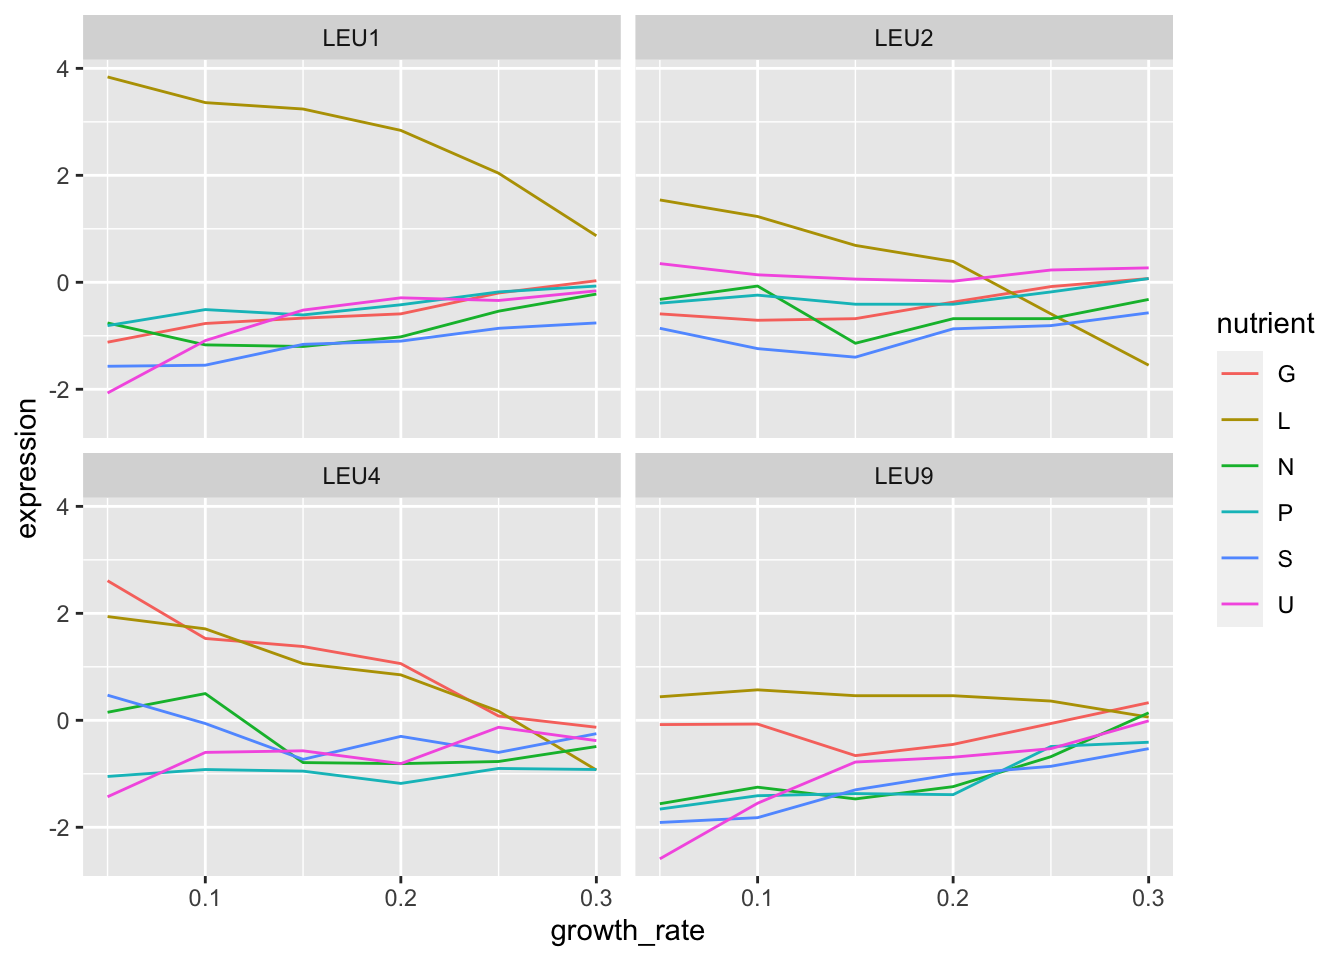 LEU1
LEU2
4
2
0
-2
LEU4
LEU9
4
2
0
-2
0.1
0.2
0.3
0.1
0.2
0.3
growth_rate
expression
nutrient
G
L
N
P
S
U